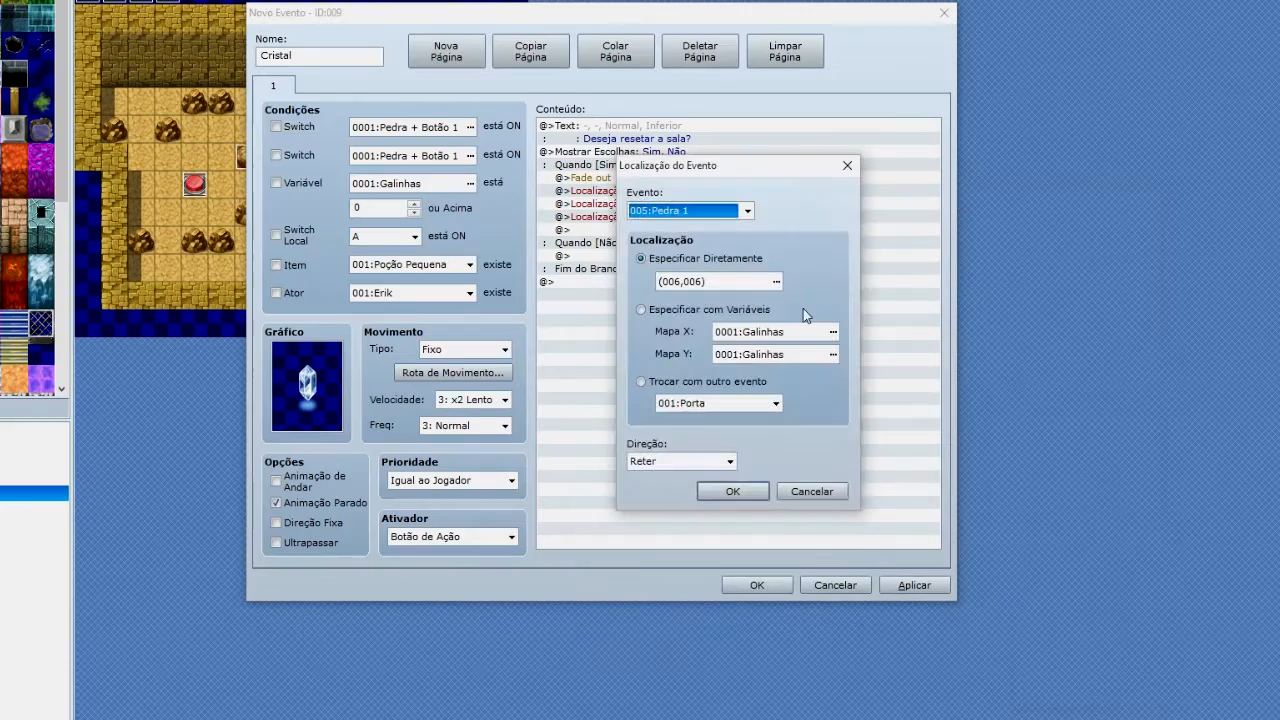 Novo Evento - ID:009
Nome:
Cristal
Nova Página
Copiar Página
Colar Página
Deletar Página
Limpar Página
1
Condições
Switch 0001:Pedra + Botão 1 ... está ON
Switch 0001:Pedra + Botão 1 ... está ON
Variável 0001:Galinhas ... está
0 ou Acima
Switch Local A está ON
Item 001:Poção Pequena existe
Ator 001:Erik existe
Gráfico
Movimento
Tipo: Fixo
Rota de Movimento...
Velocidade: 3: x2 Lento
Freq: 3: Normal
Opções
Animação de Andar
Animação Parado
Direção Fixa
Ultrapassar
Prioridade
Igual ao Jogador
Ativador
Botão de Ação
Conteúdo:
@>Text: -, -, Normal, Inferior
: : Deseja resetar a sala?
@>Mostrar Escolhas: Sim, Não
: Quando [Sim
@>Fade out
@>Localizaçã
@>Localizaçã
@>Localizaçã
@>
: Quando [Não
@>
: Fim do Branc
@>
Localização do Evento
Evento:
005:Pedra 1
Localização
Especificar Diretamente
(006,006) ...
Especificar com Variáveis
Mapa X: 0001:Galinhas ...
Mapa Y: 0001:Galinhas ...
Trocar com outro evento
001:Porta
Direção:
Reter
OK Cancelar
OK Cancelar Aplicar